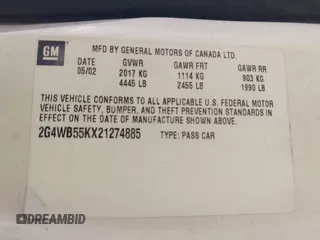 GM
MFD BY GENERAL MOTORS OF CANADA LTD.
DATE GVWR GAWR FRT GAWR RR
05/02 2017 KG 1114 KG 903 KG
4445 LB 2455 LB 1990 LB
THIS VEHICLE CONFORMS TO ALL APPLICABLE U.S. FEDERAL MOTOR
VEHICLE SAFETY, BUMPER, AND THEFT PREVENTION STANDARDS
IN EFFECT ON THE DATE OF MANUFACTURE SHOWN ABOVE.
2G4WB55KX21274885 TYPE: PASS CAR
DREAMBID